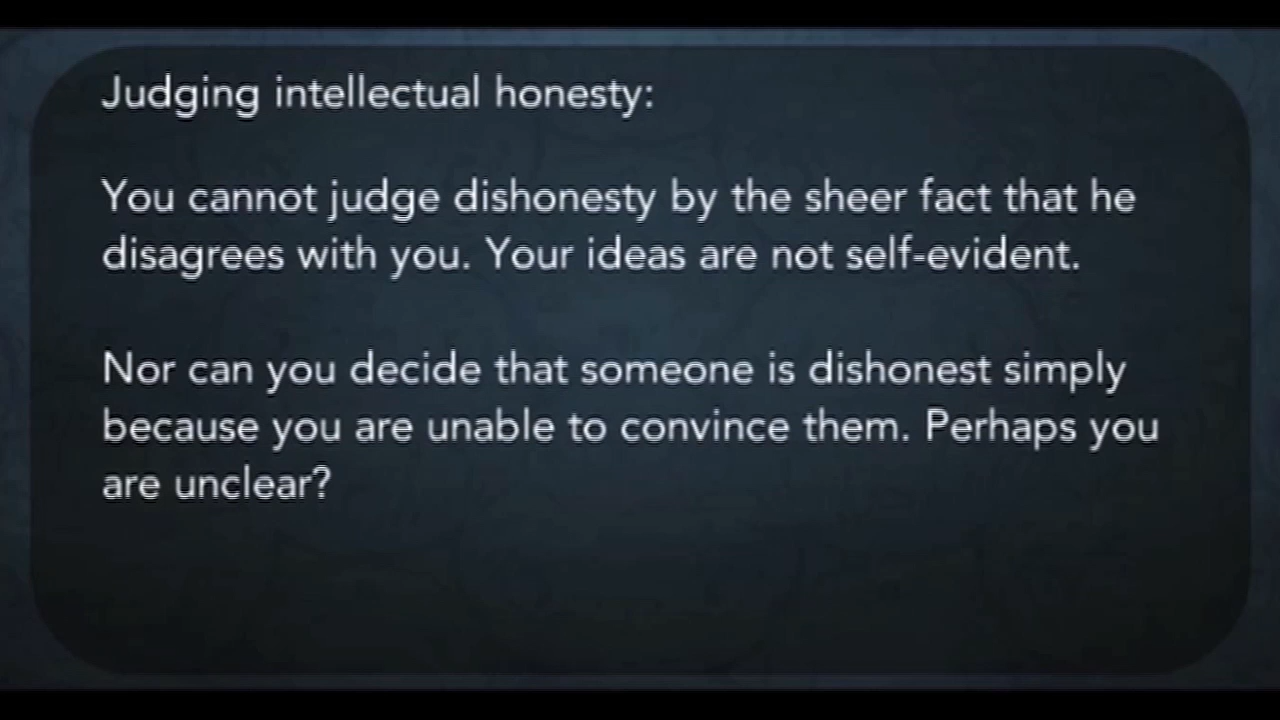 Judging intellectual honesty:
You cannot judge dishonesty by the sheer fact that he
disagrees with you. Your ideas are not self-evident.
Nor can you decide that someone is dishonest simply
because you are unable to convince them. Perhaps you
are unclear?